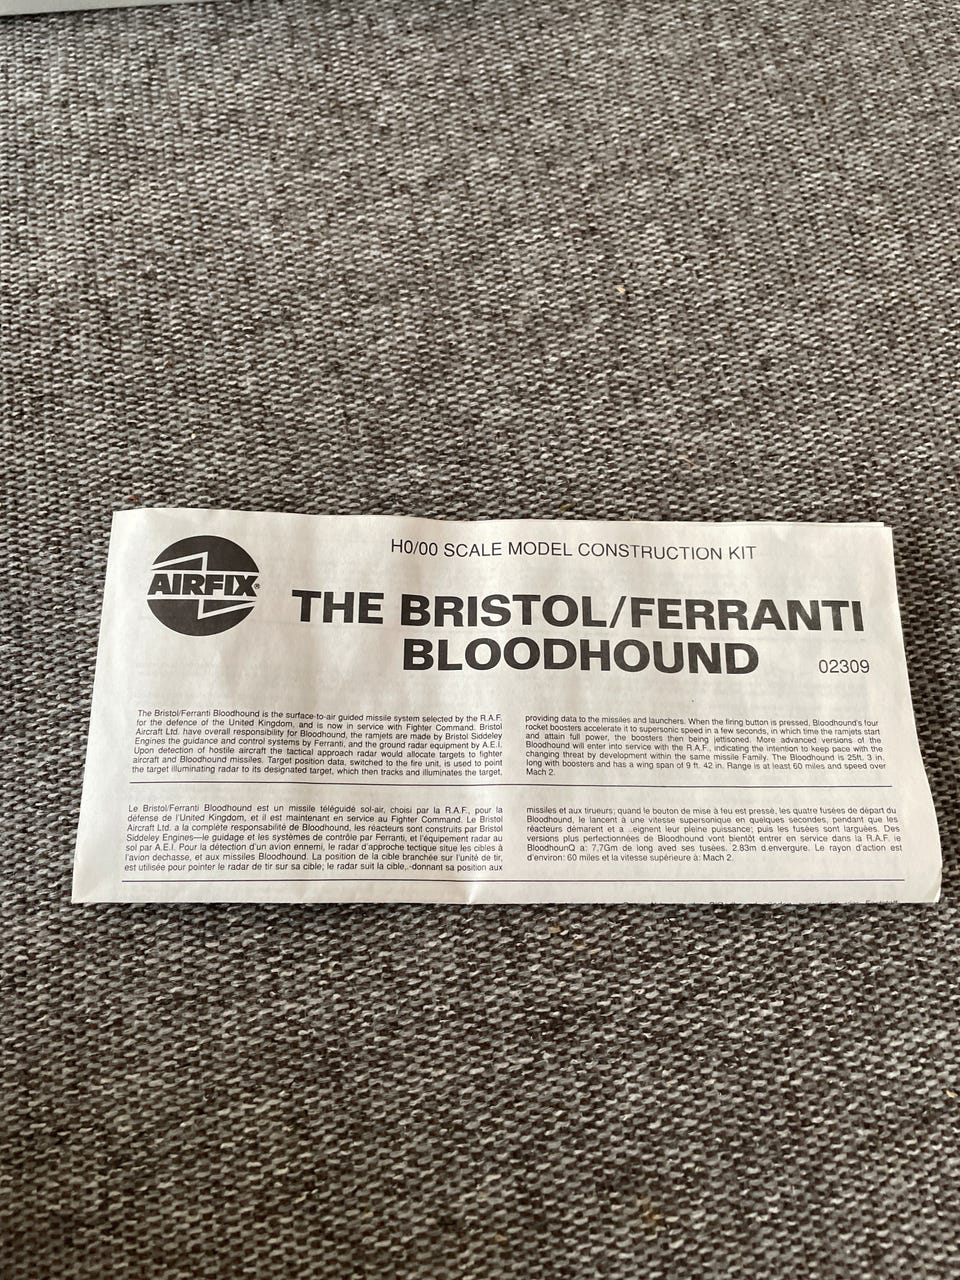 H0/00 SCALE MODEL CONSTRUCTION KIT
AIRFIX®
THE BRISTOL/FERRANTI
BLOODHOUND
02309
The Bristol/Ferranti Bloodhound is the surface-to-air guided missile system selected by the R.A.F.
for the defence of the United Kingdom, and is now in service with Fighter Command. Bristol
Aircraft Ltd. have overall responsibility for Bloodhound, the ramjets are made by Bristol Siddeley
Engines the guidance and control systems by Ferranti, and the ground radar equipment by A.E.I.
Upon detection of hostile aircraft the tactical approach radar would allocate targets to fighter
aircraft and Bloodhound missiles. Target position data, switched to the fire unit, is used to point
the target illuminating radar to its designated target, which then tracks and illuminates the target,
providing data to the missiles and launchers. When the firing button is pressed, Bloodhound's four
rocket boosters accelerate it to supersonic speed in a few seconds, in which time the ramjets start
and attain full power, the boosters then being jettisoned. More advanced versions of the
Bloodhound will enter into service with the R.A.F., indicating the intention to keep pace with the
changing threat by development within the same missile Family. The Bloodhound is 25ft. 3 in.
long with boosters and has a wing span of 9 ft. 42 in. Range is at least 60 miles and speed over
Mach 2.
Le Bristol/Ferranti Bloodhound est un missile téléguidé sol-air, choisi par la R.A.F., pour la
défense de l'United Kingdom, et il est maintenant en service au Fighter Command. Le Bristol
Aircraft Ltd. a la complète responsabilité de Bloodhound, les réacteurs sont construits par Bristol
Siddeley Engines—le guidage et les systèmes de contrôle par Ferranti, et l'équipement radar au
sol par A.E.I. Pour la détection d'un avion ennemi, le radar d'approche tactique situe les cibles à
l'avion dechasse, et aux missiles Bloodhound. La position de la cible branchée sur l'unité de tir,
est utilisée pour pointer le radar de tir sur sa cible; le radar suit la cible,.-donnant sa position aux
missiles et aux tirueurs; quand le bouton de mise à feu est pressé, les quatre fusées de départ du
Bloodhound, le lancent à une vitesse supersonique en quelques secondes, pendant que les
réacteurs démarent et a ..eignent leur pleine puissance; puis les fusées sont larguées. Des
versions plus perfectionnées de Bloodhound vont bientôt entrer en service dans la R.A.F. le
BloodhounQ a: 7,7Gm de long aved ses tusées. 2.83m d.envergure. Le rayon d'action est
d'environ: 60 miles et la vitesse supérieure à: Mach 2.